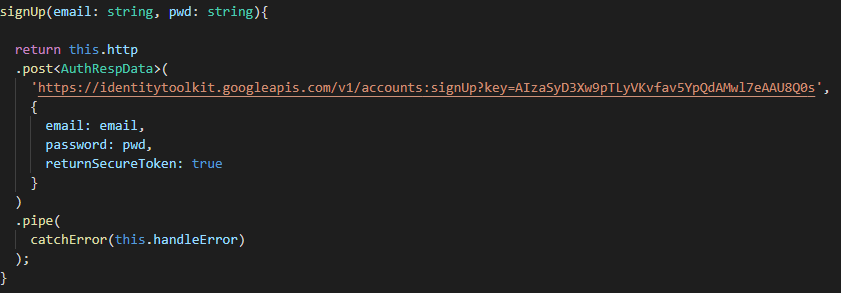 signUp(email: string, pwd: string){
return this.http
.post<AuthRespData>(
'https://identitytoolkit.googleapis.com/v1/accounts:signUp?key=AIzaSyD3Xw9pTLyVKvfav5YpQdAMwl7eAAU8Q0s',
{
email: email,
password: pwd,
returnSecureToken: true
}
)
.pipe(
catchError(this.handleError)
);
}